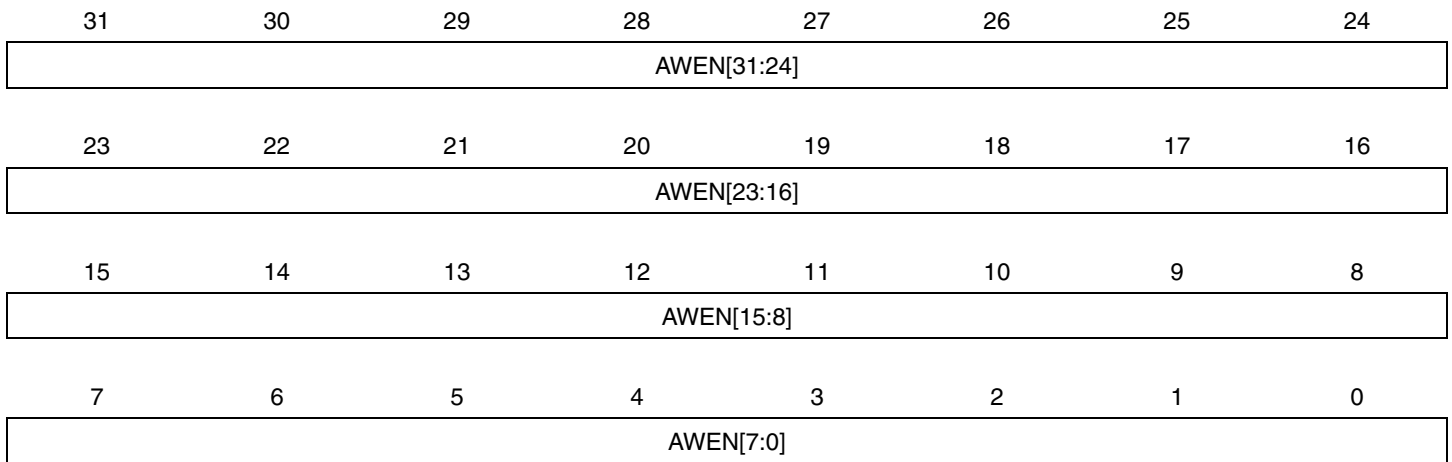 31 30 29 28 27 26 25 24
AWEN[31:24]
23 22 21 20 19 18 17 16
AWEN[23:16]
15 14 13 12 11 10 9 8
AWEN[15:8]
7 6 5 4 3 2 1 0
AWEN[7:0]